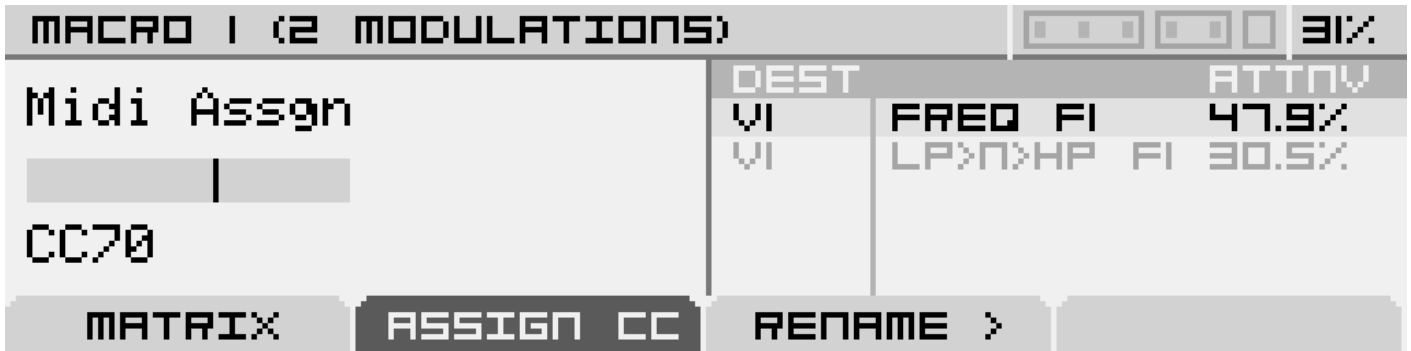 MACRO 1 (2 MODULATIONS) 31%
Midi Assgn
CC70
DEST ATTNV
V1 FREQ F1 47.9%
V1 LP>N>HP F1 30.5%
MATRIX ASSIGN CC RENAME >